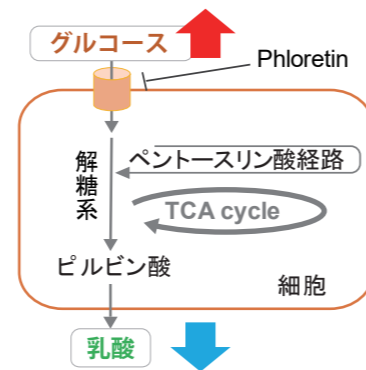 グルコース
Phloretin
解糖系
ペントースリン酸経路
TCA cycle
ピルビン酸
細胞
乳酸